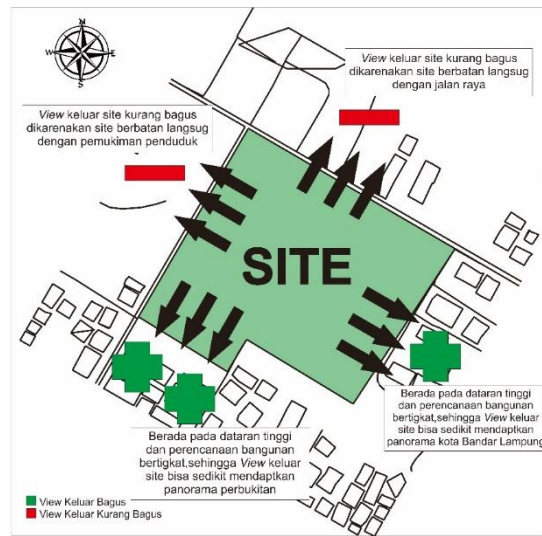 N
W
E
S
View keluar site kurang bagus
dikarenakan site berbatan langsug
dengan jalan raya
View keluar site kurang bagus
dikarenakan site berbatan langsug
dengan pemukiman penduduk
SITE
Berada pada dataran tinggi
dan perencanaan bangunan
bertigkat,sehingga View keluar
site bisa sedikit mendaptkan
panorama kota Bandar Lampung
Berada pada dataran tinggi
dan perencanaan bangunan
bertigkat,sehingga View keluar
site bisa sedikit mendaptkan
panorama perbukitan
View Keluar Bagus
View Keluar Kurang Bagus